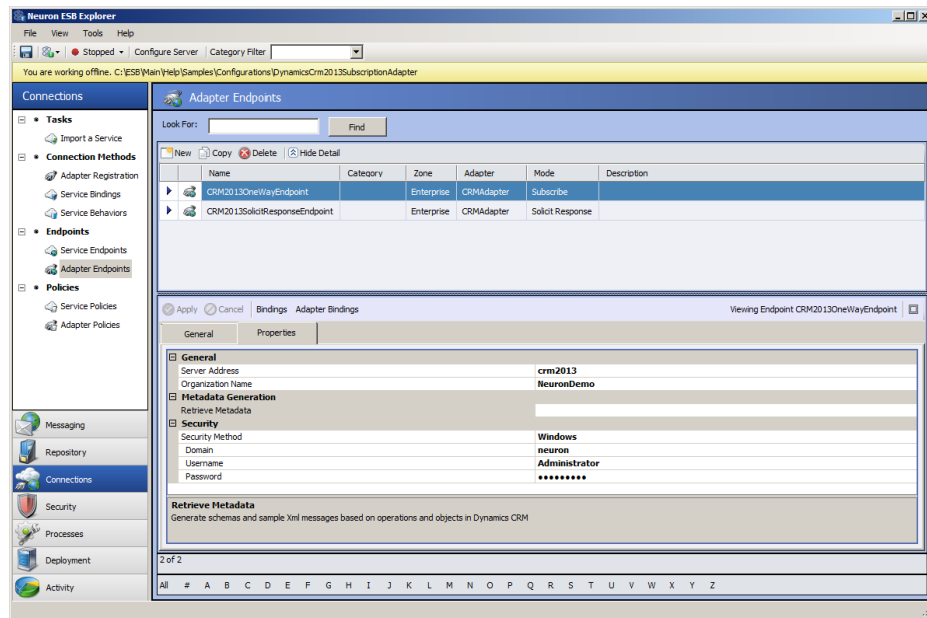 Neuron ESB Explorer
File View Tools Help
Stopped Configure Server Category Filter
You are working offline. C:\ESB\Main\Help\Samples\Configurations\DynamicsCrm2013SubscriptionAdapter
Connections
Tasks
Import a Service
Connection Methods
Adapter Registration
Service Bindings
Service Behaviors
Endpoints
Service Endpoints
Adapter Endpoints
Policies
Service Policies
Adapter Policies
Messaging
Repository
Connections
Security
Processes
Deployment
Activity
Adapter Endpoints
Look For: Find
New Copy Delete Hide Detail
Name Category Zone Adapter Mode Description
CRM2013OneWayEndpoint Enterprise CRMAdapter Subscribe
CRM2013SolicitResponseEndpoint Enterprise CRMAdapter Solicit Response
Apply Cancel Bindings Adapter Bindings Viewing Endpoint CRM2013OneWayEndpoint
General Properties
General
Server Address crm2013
Organization Name NeuronDemo
Metadata Generation
Retrieve Metadata
Security
Security Method Windows
Domain neuron
Username Administrator
Password ●●●●●●●●●
Retrieve Metadata
Generate schemas and sample Xml messages based on operations and objects in Dynamics CRM
2 of 2
All # A B C D E F G H I J K L M N O P Q R S T U V W X Y Z